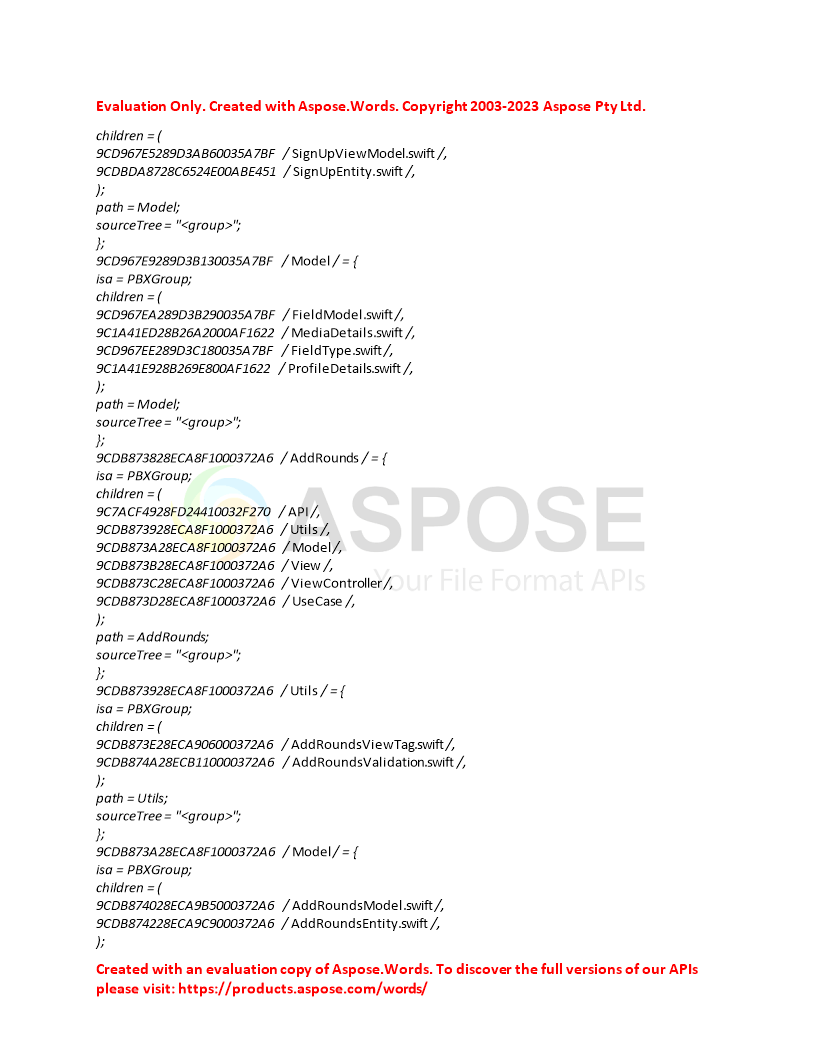 Evaluation Only. Created with Aspose.Words. Copyright 2003-2023 Aspose Pty Ltd.
children = (
9CD967E5289D3AB60035A7BF / SignUpViewModel.swift /,
9CDBDA8728C6524E00ABE451 / SignUpEntity.swift /,
);
path = Model;
sourceTree = "<group>";
};
9CD967E9289D3B130035A7BF / Model / = {
isa = PBXGroup;
children = (
9CD967EA289D3B290035A7BF / FieldModel.swift /,
9C1A41ED28B26A2000AF1622 / MediaDetails.swift /,
9CD967EE289D3C180035A7BF / FieldType.swift /,
9C1A41E928B269E800AF1622 / ProfileDetails.swift /,
);
path = Model;
sourceTree = "<group>";
};
9CDB873828ECA8F1000372A6 / AddRounds / = {
isa = PBXGroup;
children = (
9C7ACF4928FD24410032F270 / API /,
9CDB873928ECA8F1000372A6 / Utils /,
9CDB873A28ECA8F1000372A6 / Model /,
9CDB873B28ECA8F1000372A6 / View /,
9CDB873C28ECA8F1000372A6 / ViewController /,
9CDB873D28ECA8F1000372A6 / UseCase /,
);
path = AddRounds;
sourceTree = "<group>";
};
9CDB873928ECA8F1000372A6 / Utils / = {
isa = PBXGroup;
children = (
9CDB873E28ECA906000372A6 / AddRoundsViewTag.swift /,
9CDB874A28ECB110000372A6 / AddRoundsValidation.swift /,
);
path = Utils;
sourceTree = "<group>";
};
9CDB873A28ECA8F1000372A6 / Model / = {
isa = PBXGroup;
children = (
9CDB874028ECA9B5000372A6 / AddRoundsModel.swift /,
9CDB874228ECA9C9000372A6 / AddRoundsEntity.swift /,
);
Created with an evaluation copy of Aspose.Words. To discover the full versions of our APIs
please visit: https://products.aspose.com/words/
ASPOSE
Your File Format APIs